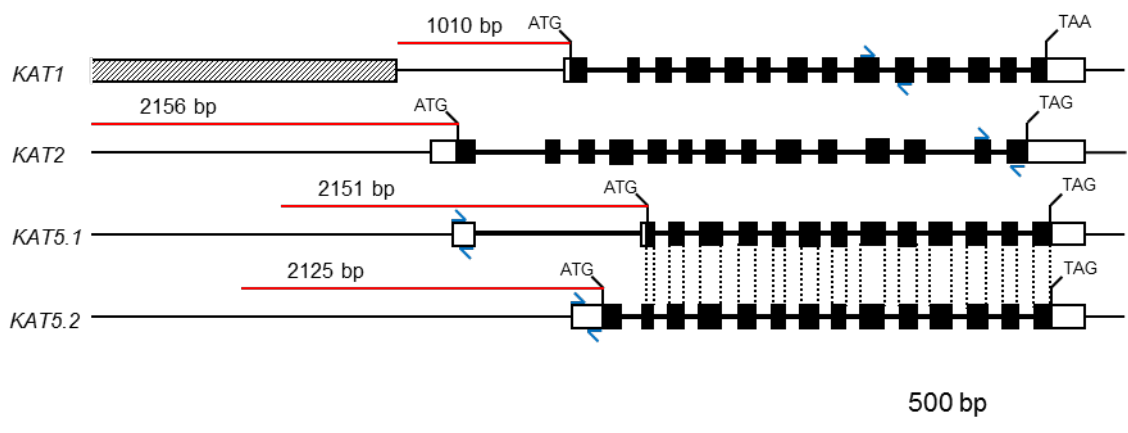 1010 bp
ATG
TAA
KAT1
2156 bp
ATG
TAG
KAT2
2151 bp
ATG
TAG
KAT5.1
2125 bp
ATG
TAG
KAT5.2
500 bp